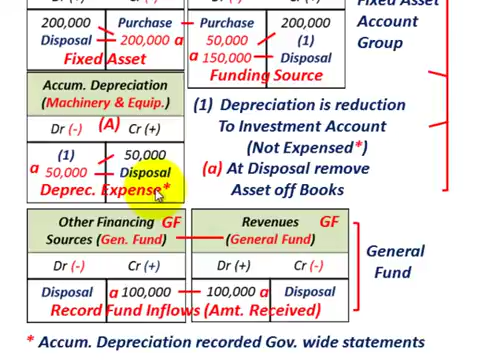 Dr (+) Cr (-) Dr (-) Cr (+) Fixed Asset
200,000 Purchase Purchase 200,000 Account
Disposal 200,000 a 50,000 (1) Group
a 150,000 Disposal
Fixed Asset Funding Source
Accum. Depreciation
(Machinery & Equip.)
(A)
Dr (-) Cr (+)
(1) 50,000
a 50,000 Disposal
Deprec. Expense*
(1) Depreciation is reduction
To Investment Account
(Not Expensed*)
(a) At Disposal remove
Asset off Books
Other Financing GF Revenues GF
Sources (Gen. Fund) (General Fund)
Dr (-) Cr (+) Dr (+) Cr (-)
Disposal a 100,000 100,000 a Disposal
Record Fund Inflows (Amt. Received)
General
Fund
* Accum. Depreciation recorded Gov. wide statements